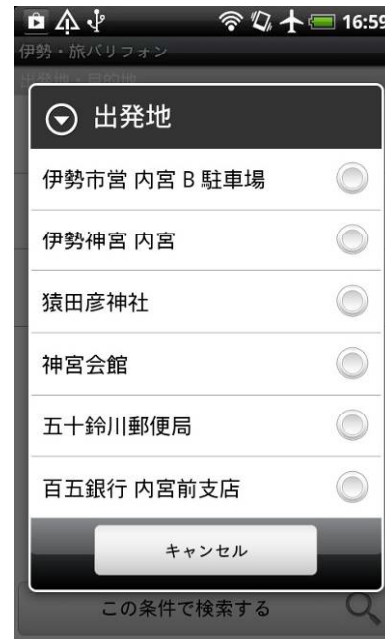 16:59
伊勢・旅バリフォン
出発地・目的地
出発地
伊勢市営 内宮 B 駐車場
伊勢神宮 内宮
猿田彦神社
神宮会館
五十鈴川郵便局
百五銀行 内宮前支店
キャンセル
この条件で検索する